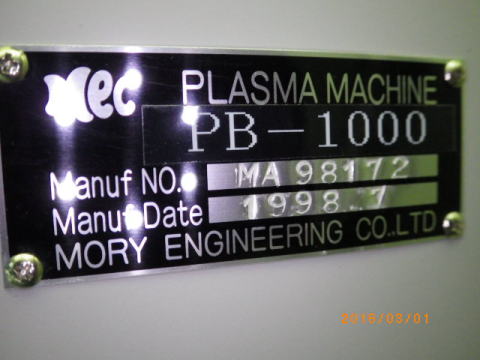 Mec PLASMA MACHINE
PB-1000
Manuf NO. MA 98172
Manuf Date 1998.7
MORY ENGINEERING CO.,LTD
2016/03/01